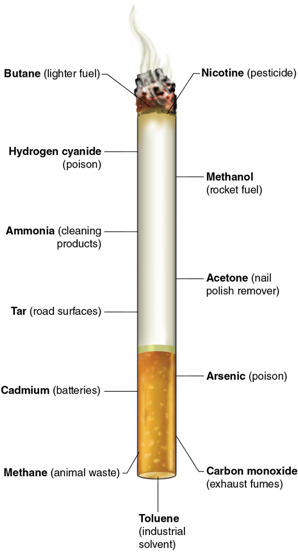 Butane (lighter fuel)
Nicotine (pesticide)
Hydrogen cyanide
(poison)
Methanol
(rocket fuel)
Ammonia (cleaning
products)
Acetone (nail
polish remover)
Tar (road surfaces)
Arsenic (poison)
Cadmium (batteries)
Methane (animal waste)
Carbon monoxide
(exhaust fumes)
Toluene
(industrial
solvent)